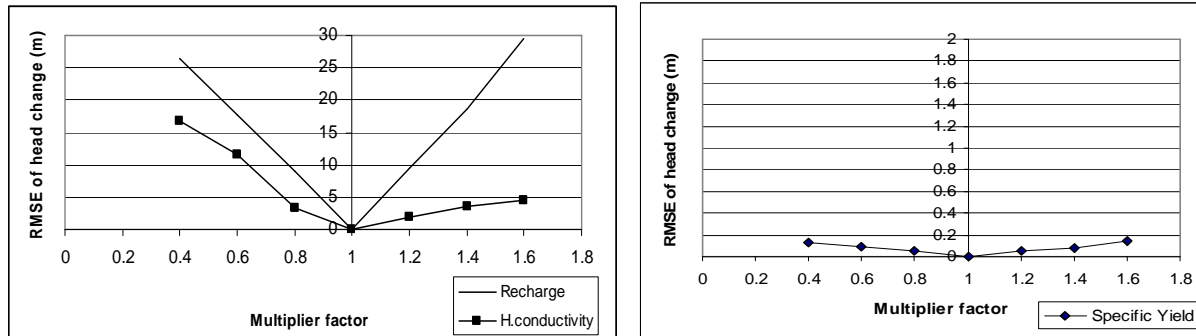 RMSE of head change (m)
30
25
20
15
10
5
0
0 0.2 0.4 0.6 0.8 1 1.2 1.4 1.6 1.8
Multiplier factor
Recharge
H.conductivity
RMSE of head change (m)
2
1.8
1.6
1.4
1.2
1
0.8
0.6
0.4
0.2
0
0 0.2 0.4 0.6 0.8 1 1.2 1.4 1.6 1.8
Multiplier factor
Specific Yield